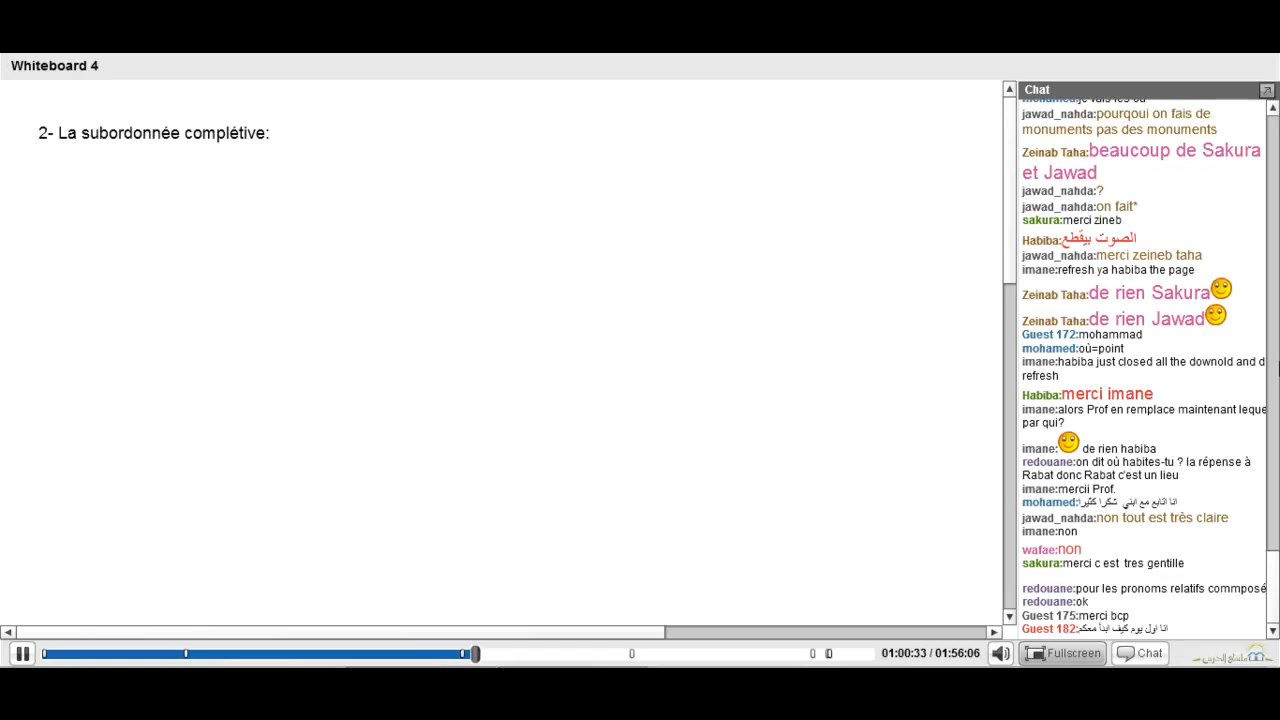 Whiteboard 4
2- La subordonnée complétive:
Chat
jawad_nahda:pourqoui on fais de
monuments pas des monuments
Zeinab Taha:beaucoup de Sakura
et Jawad
jawad_nahda:?
jawad_nahda:on fait*
sakura:merci zineb
Habiba:الصوت بيقطع
jawad_nahda:merci zeineb taha
imane:refresh ya habiba the page
Zeinab Taha:de rien Sakura
Zeinab Taha:de rien Jawad
Guest 172:mohammad
mohamed:où=point
imane:habiba just closed all the downold and d
refresh
Habiba:merci imane
imane:alors Prof en remplace maintenant leque
par qui?
imane: de rien habiba
redouane:on dit où habites-tu ? la répense à
Rabat donc Rabat c'est un lieu
imane:mercii Prof.
mohamed:انا اتابع مع ابني شكرا كثيرا
jawad_nahda:non tout est très claire
imane:non
wafae:non
sakura:merci c est tres gentille
redouane:pour les pronoms relatifs commposé
redouane:ok
Guest 175:merci bcp
Guest 182:انا اول يوم كيف ابدأ معكم
01:00:33 / 01:56:06
Fullscreen
Chat